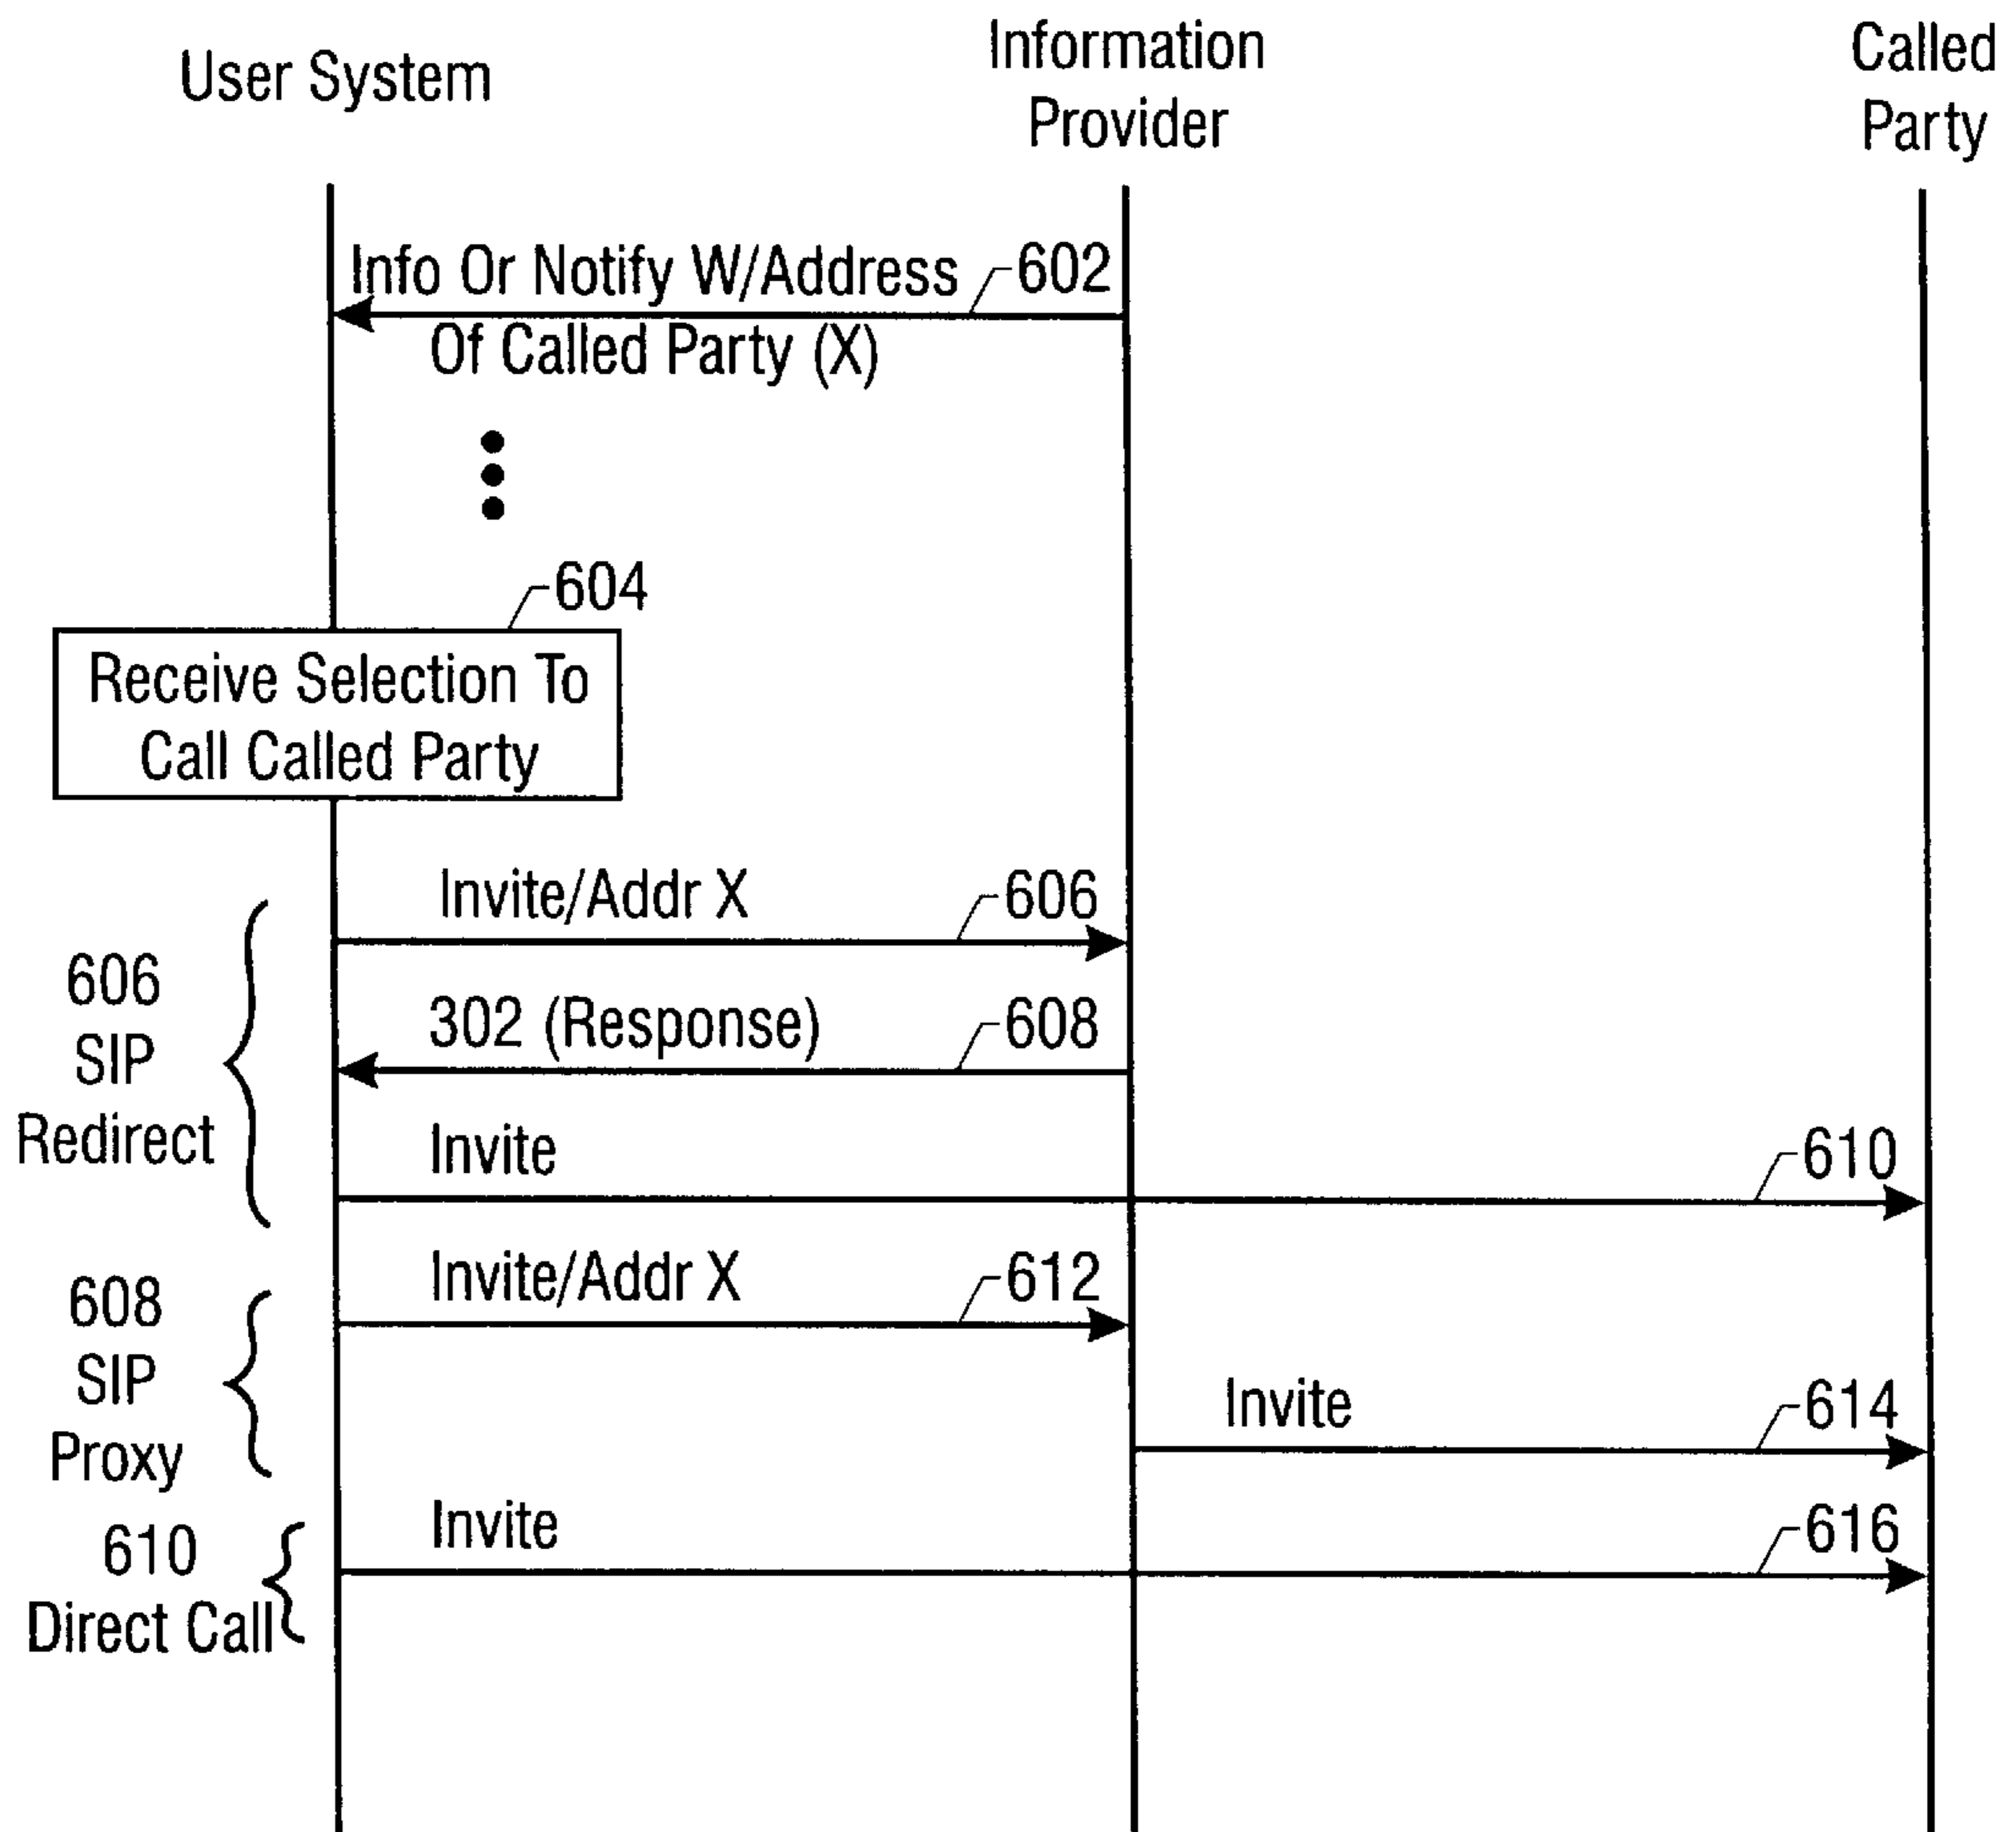 User System
Information
Provider
Called
Party
Info Or Notify W/Address
602
Of Called Party (X)
604
Receive Selection To
Call Called Party
Invite/Addr X
606
606
SIP
Redirect
302 (Response)
608
Invite
610
Invite/Addr X
612
608
SIP
Proxy
Invite
614
Invite
616
610
Direct Call